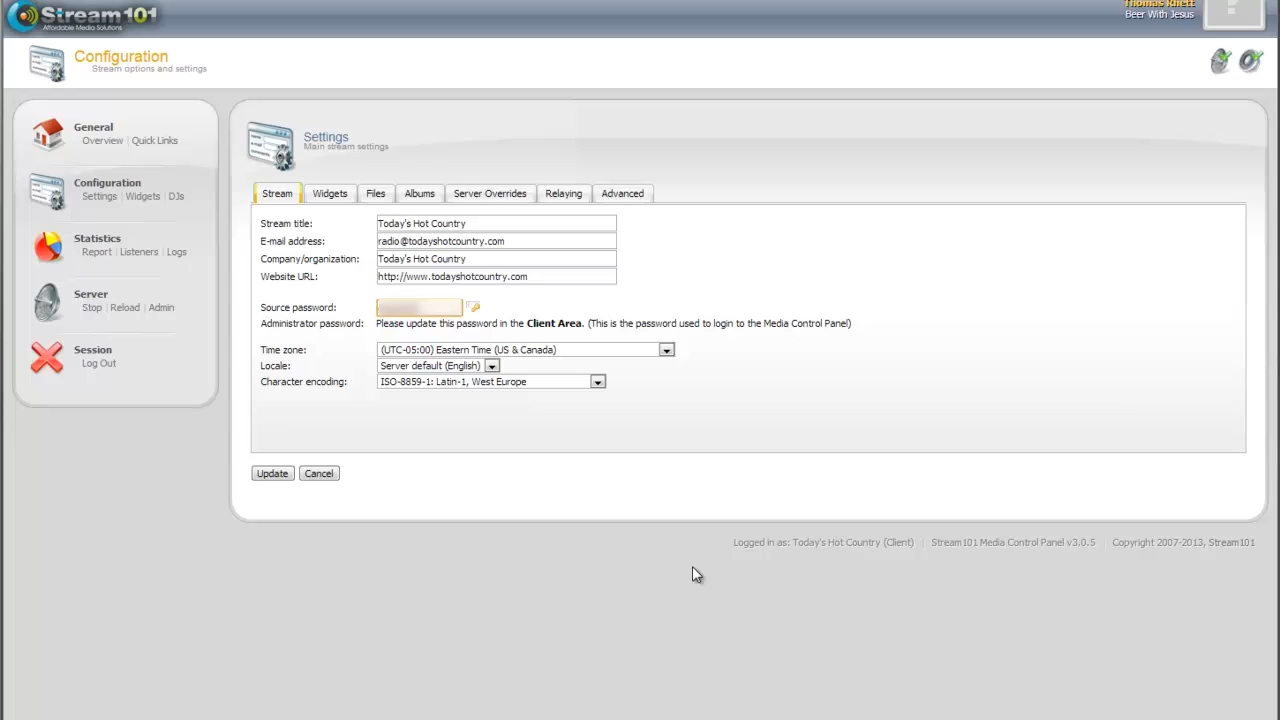 Stream101
Affordable Media Solutions
Thomas Rhett
Beer With Jesus
Configuration
Stream options and settings
General
Overview | Quick Links
Configuration
Settings | Widgets | DJs
Statistics
Report | Listeners | Logs
Server
Stop | Reload | Admin
Session
Log Out
Settings
Main stream settings
Stream Widgets Files Albums Server Overrides Relaying Advanced
Stream title: Today's Hot Country
E-mail address: radio@todayshotcountry.com
Company/organization: Today's Hot Country
Website URL: http://www.todayshotcountry.com
Source password:
Administrator password: Please update this password in the Client Area. (This is the password used to login to the Media Control Panel)
Time zone: (UTC-05:00) Eastern Time (US & Canada)
Locale: Server default (English)
Character encoding: ISO-8859-1: Latin-1, West Europe
Update Cancel
Logged in as: Today's Hot Country (Client) | Stream101 Media Control Panel v3.0.5 | Copyright 2007-2013, Stream101